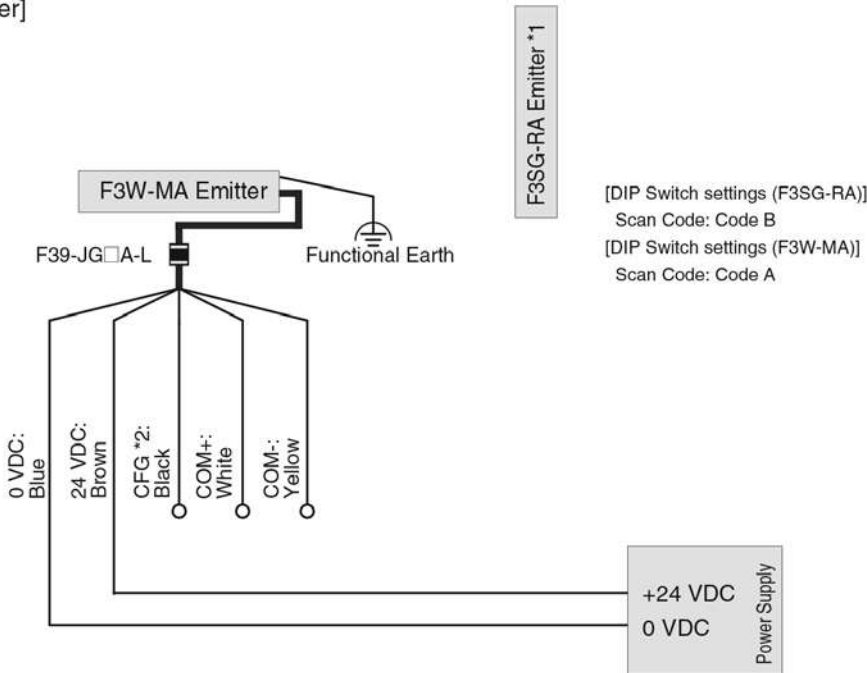 er]
F3SG-RA Emitter *1
F3W-MA Emitter
[DIP Switch settings (F3SG-RA)]
Scan Code: Code B
[DIP Switch settings (F3W-MA)]
Scan Code: Code A
F39-JG□A-L
Functional Earth
0 VDC:
Blue
24 VDC:
Brown
CFG *2:
Black
COM+:
White
COM-:
Yellow
+24 VDC
0 VDC
Power Supply